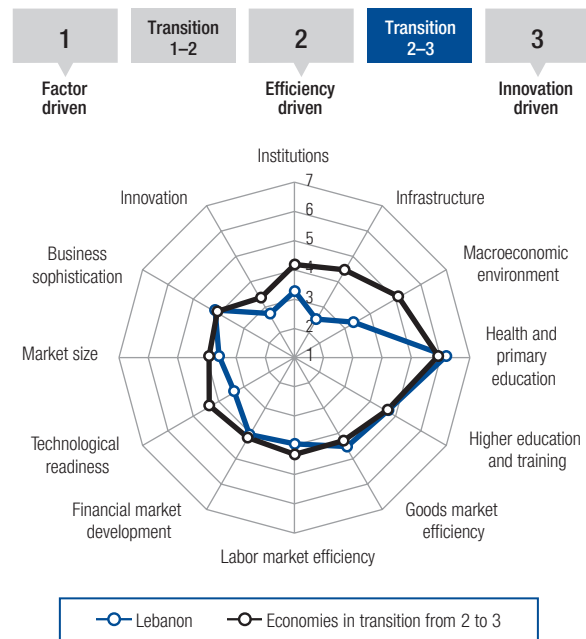 1
Transition
1–2
2
Transition
2–3
3
Factor
driven
Efficiency
driven
Innovation
driven
Institutions
7
Innovation
Infrastructure
6
5
Business
sophistication
Macroeconomic
environment
4
3
2
Market size
1
Health and
primary
education
Technological
readiness
Higher education
and training
Financial market
development
Goods market
efficiency
Labor market efficiency
Lebanon
Economies in transition from 2 to 3